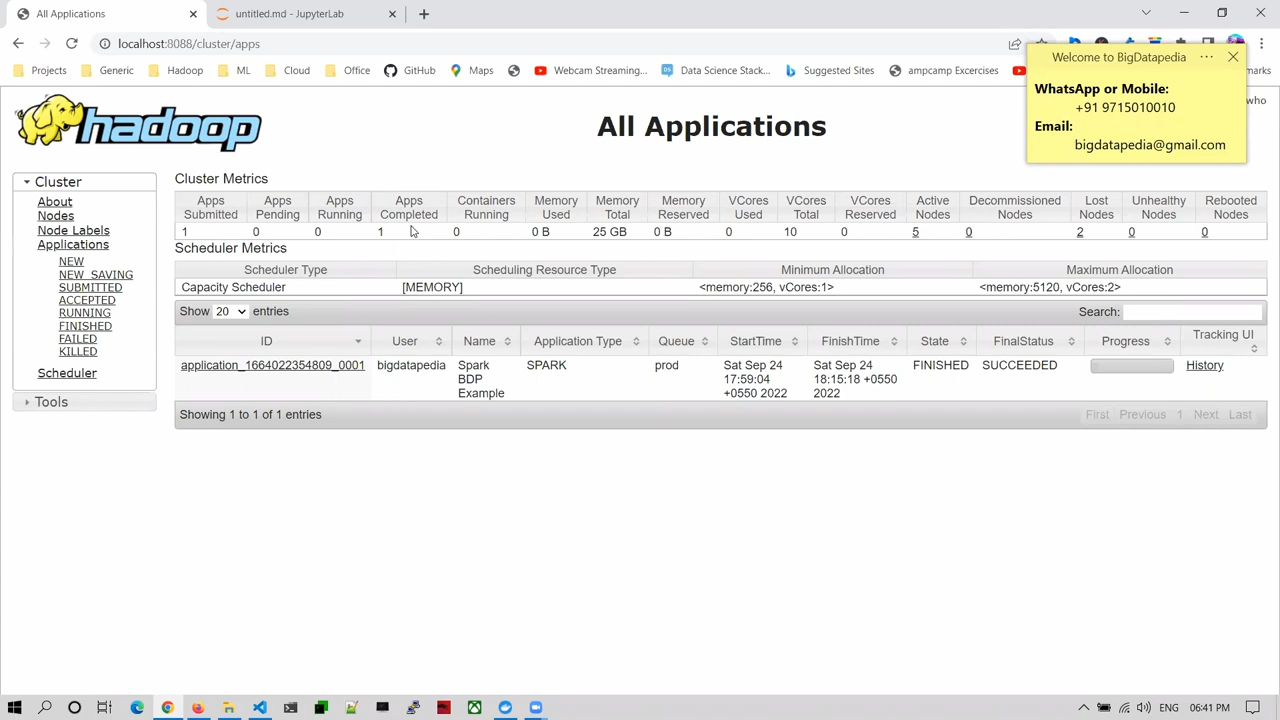 All Applications
untitled.md - JupyterLab
localhost:8088/cluster/apps
Projects
Generic
Hadoop
ML
Cloud
Office
GitHub
Maps
Webcam Streaming...
Data Science Stack...
Suggested Sites
ampcamp Excercises
Welcome to BigDatapedia
WhatsApp or Mobile:
+91 9715010010
Email:
bigdatapedia@gmail.com
hadoop
All Applications
Cluster
About
Nodes
Node Labels
Applications
NEW
NEW_SAVING
SUBMITTED
ACCEPTED
RUNNING
FINISHED
FAILED
KILLED
Scheduler
Tools
Cluster Metrics
Apps Submitted Apps Pending Apps Running Apps Completed Containers Running Memory Used Memory Total Memory Reserved VCores Used VCores Total VCores Reserved Active Nodes Decommissioned Nodes Lost Nodes Unhealthy Nodes Rebooted Nodes
1 0 0 1 0 0 B 25 GB 0 B 0 10 0 5 0 2 0 0
Scheduler Metrics
Scheduler Type Scheduling Resource Type Minimum Allocation Maximum Allocation
Capacity Scheduler [MEMORY] <memory:256, vCores:1> <memory:5120, vCores:2>
Show 20 entries Search:
ID User Name Application Type Queue StartTime FinishTime State FinalStatus Progress Tracking UI
application_1664022354809_0001 bigdatapedia Spark BDP Example SPARK prod Sat Sep 24 17:59:04 +0550 2022 Sat Sep 24 18:15:18 +0550 2022 FINISHED SUCCEEDED History
Showing 1 to 1 of 1 entries First Previous 1 Next Last
ENG 06:41 PM